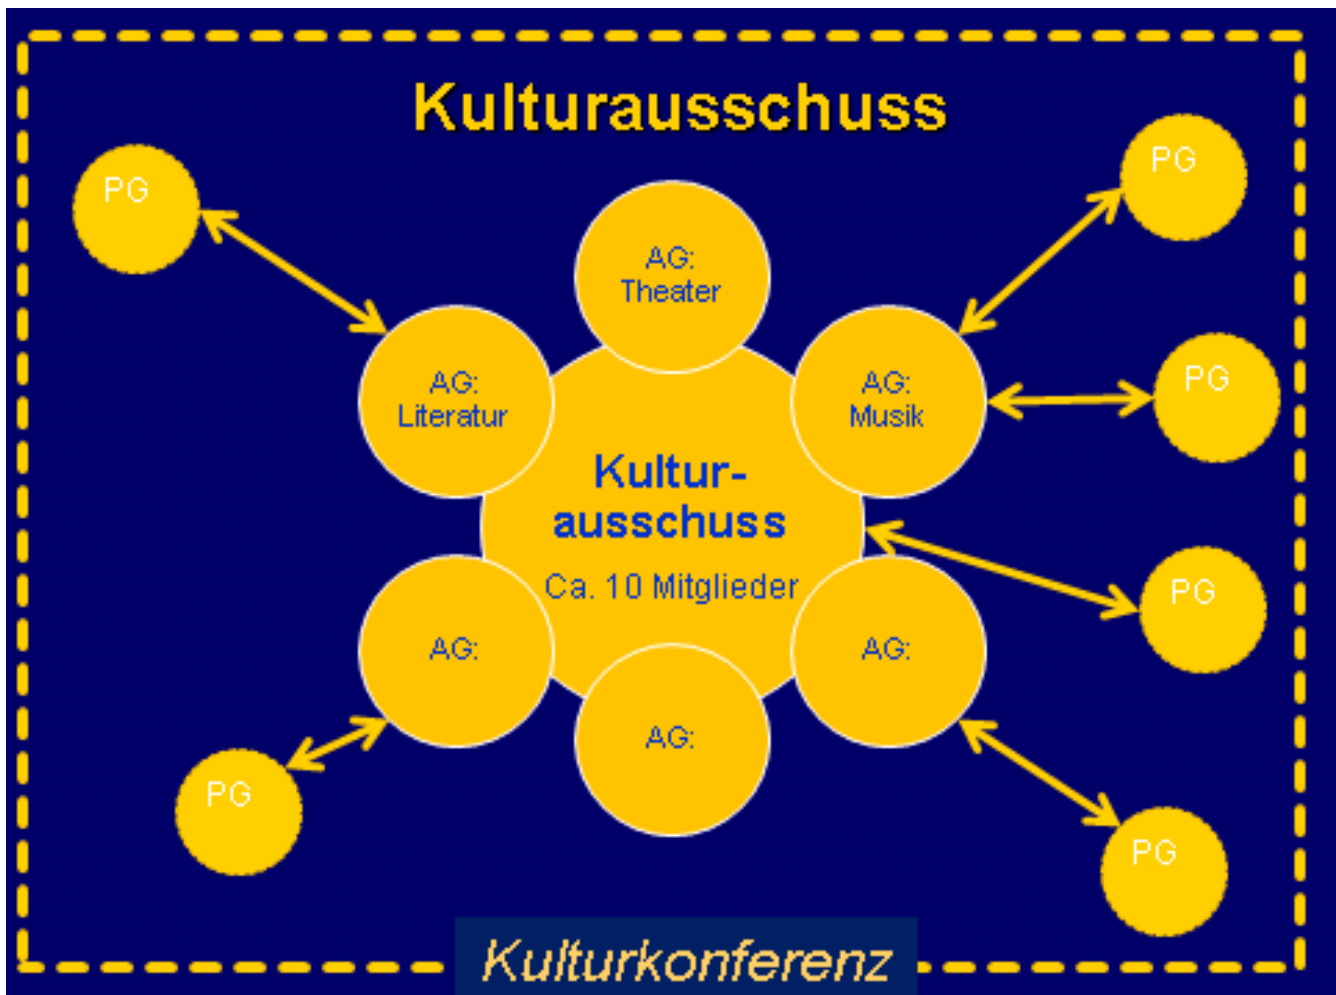 Kulturausschuss
PG
PG
AG:
Theater
AG:
Literatur
AG:
Musik
PG
Kultur-
ausschuss
Ca. 10 Mitglieder
PG
AG:
AG:
AG:
PG
PG
Kulturkonferenz